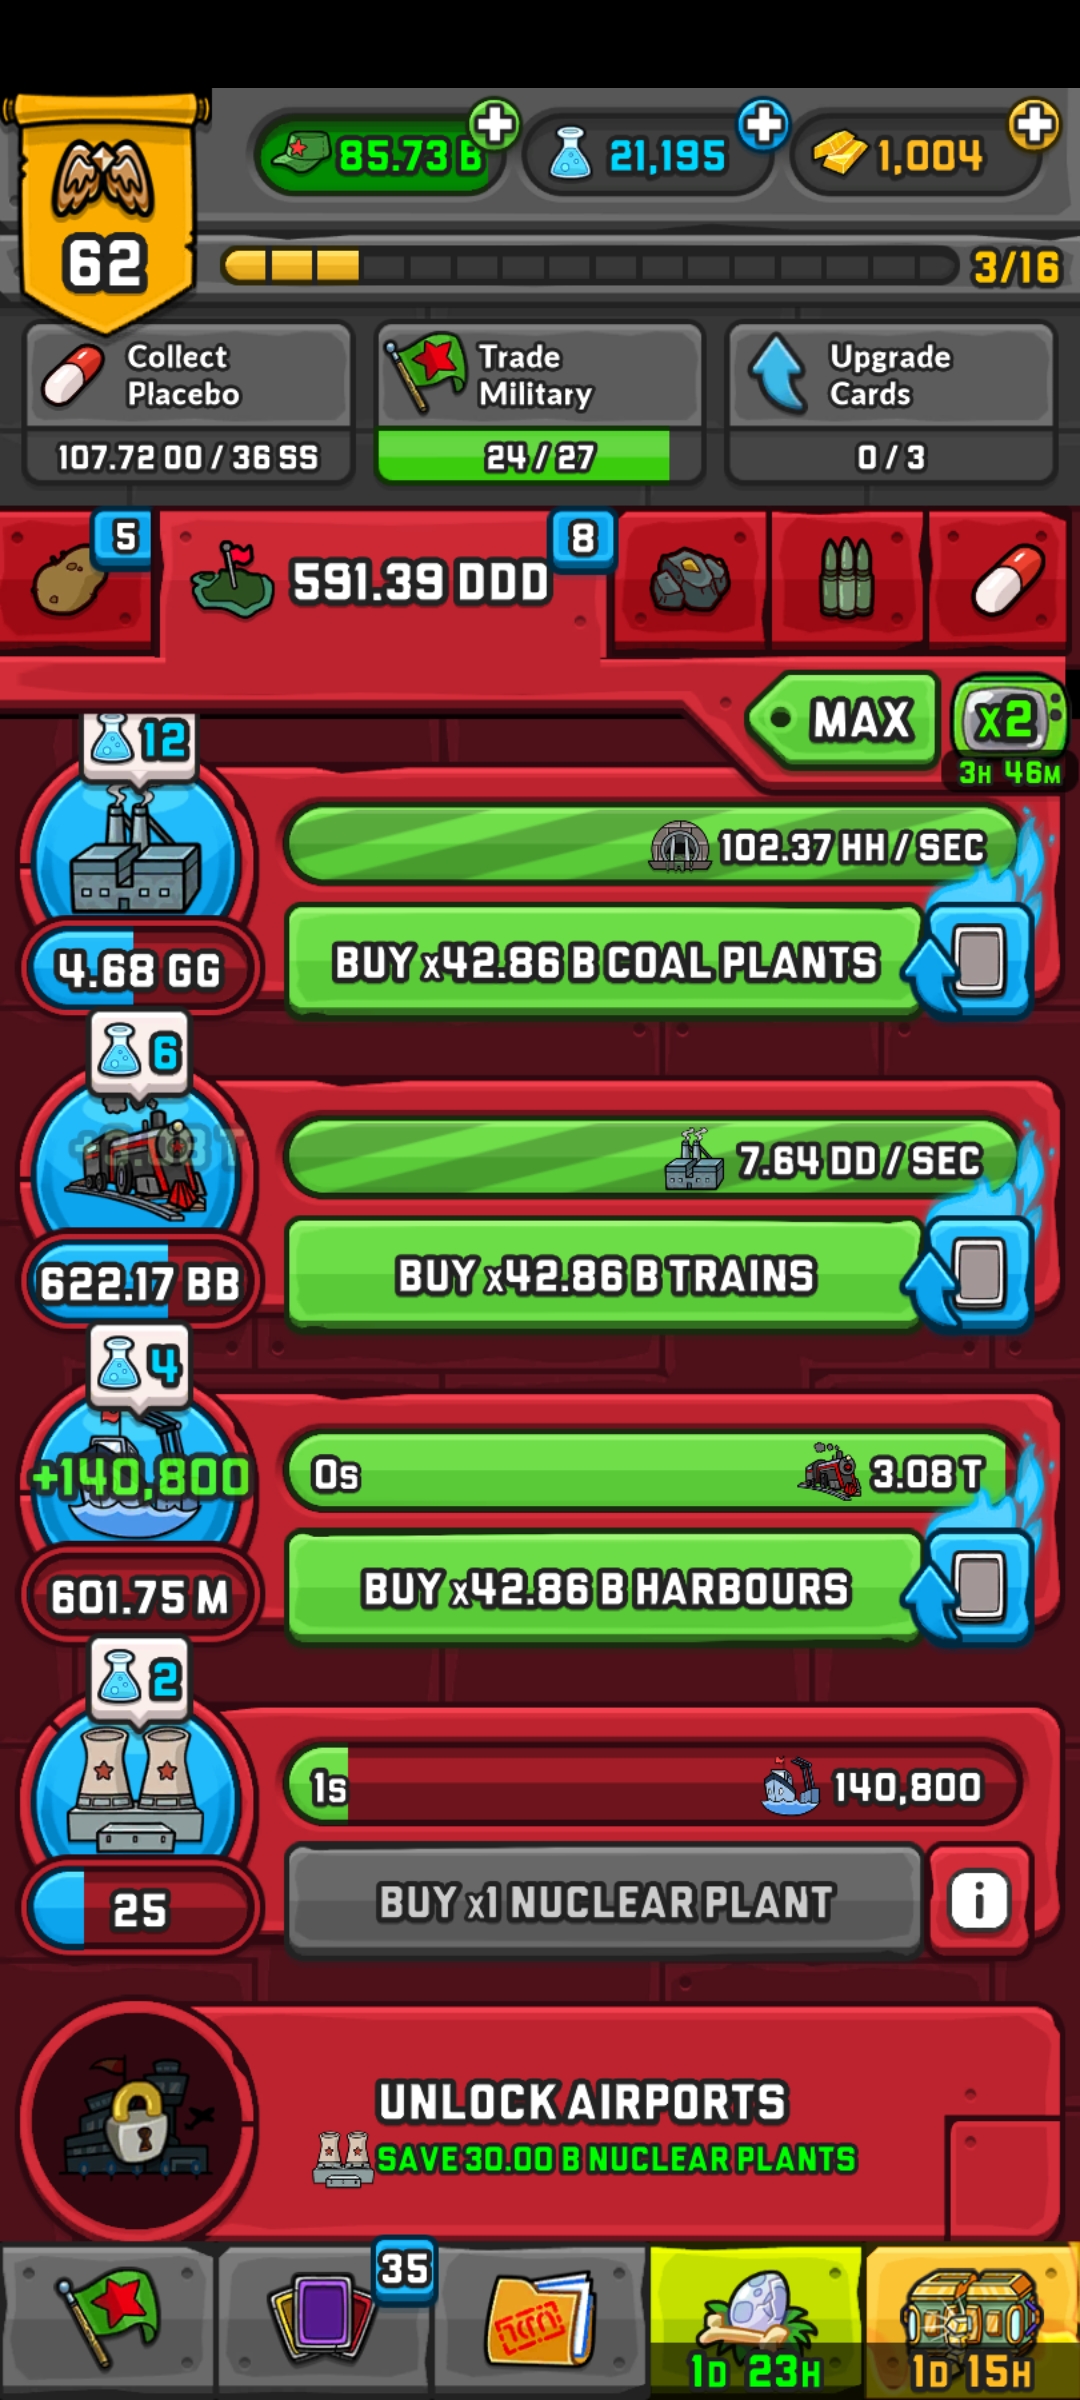 85.73 B
21,195
1,004
62
3/16
Collect
Placebo
107.72 OO / 36 SS
Trade
Military
24 / 27
Upgrade
Cards
0 / 3
5
591.39 DDD
8
MAX
x2
3H 46M
12
102.37 HH / SEC
4.68 GG
BUY x42.86 B COAL PLANTS
6
7.64 DD / SEC
622.17 BB
BUY x42.86 B TRAINS
4
+140,800
0s
3.08 T
601.75 M
BUY x42.86 B HARBOURS
2
1s
140,800
25
BUY x1 NUCLEAR PLANT
i
UNLOCK AIRPORTS
SAVE 30.00 B NUCLEAR PLANTS
35
1D 23H
1D 15H